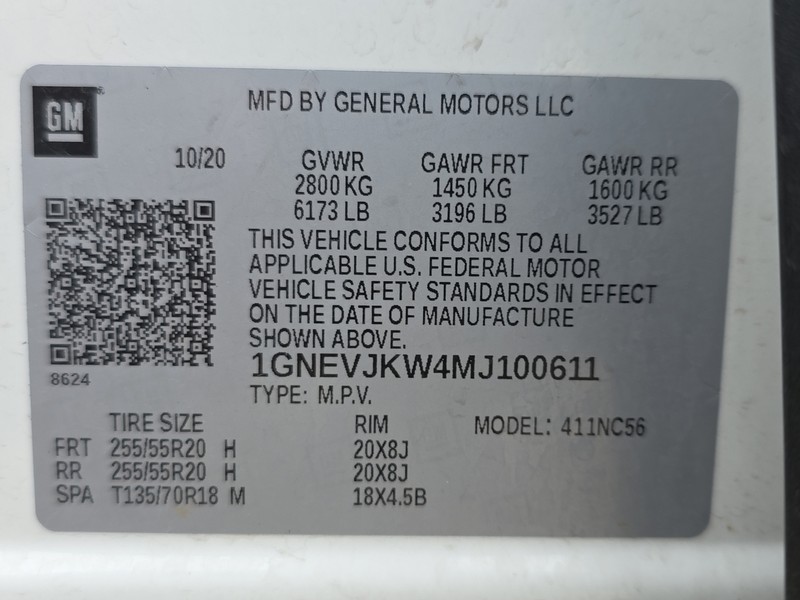 GM
MFD BY GENERAL MOTORS LLC
10/20 GVWR GAWR FRT GAWR RR
2800 KG 1450 KG 1600 KG
6173 LB 3196 LB 3527 LB
THIS VEHICLE CONFORMS TO ALL
APPLICABLE U.S. FEDERAL MOTOR
VEHICLE SAFETY STANDARDS IN EFFECT
ON THE DATE OF MANUFACTURE
SHOWN ABOVE.
1GNEVJKW4MJ100611
8624
TYPE: M.P.V.
TIRE SIZE RIM MODEL: 411NC56
FRT 255/55R20 H 20X8J
RR 255/55R20 H 20X8J
SPA T135/70R18 M 18X4.5B